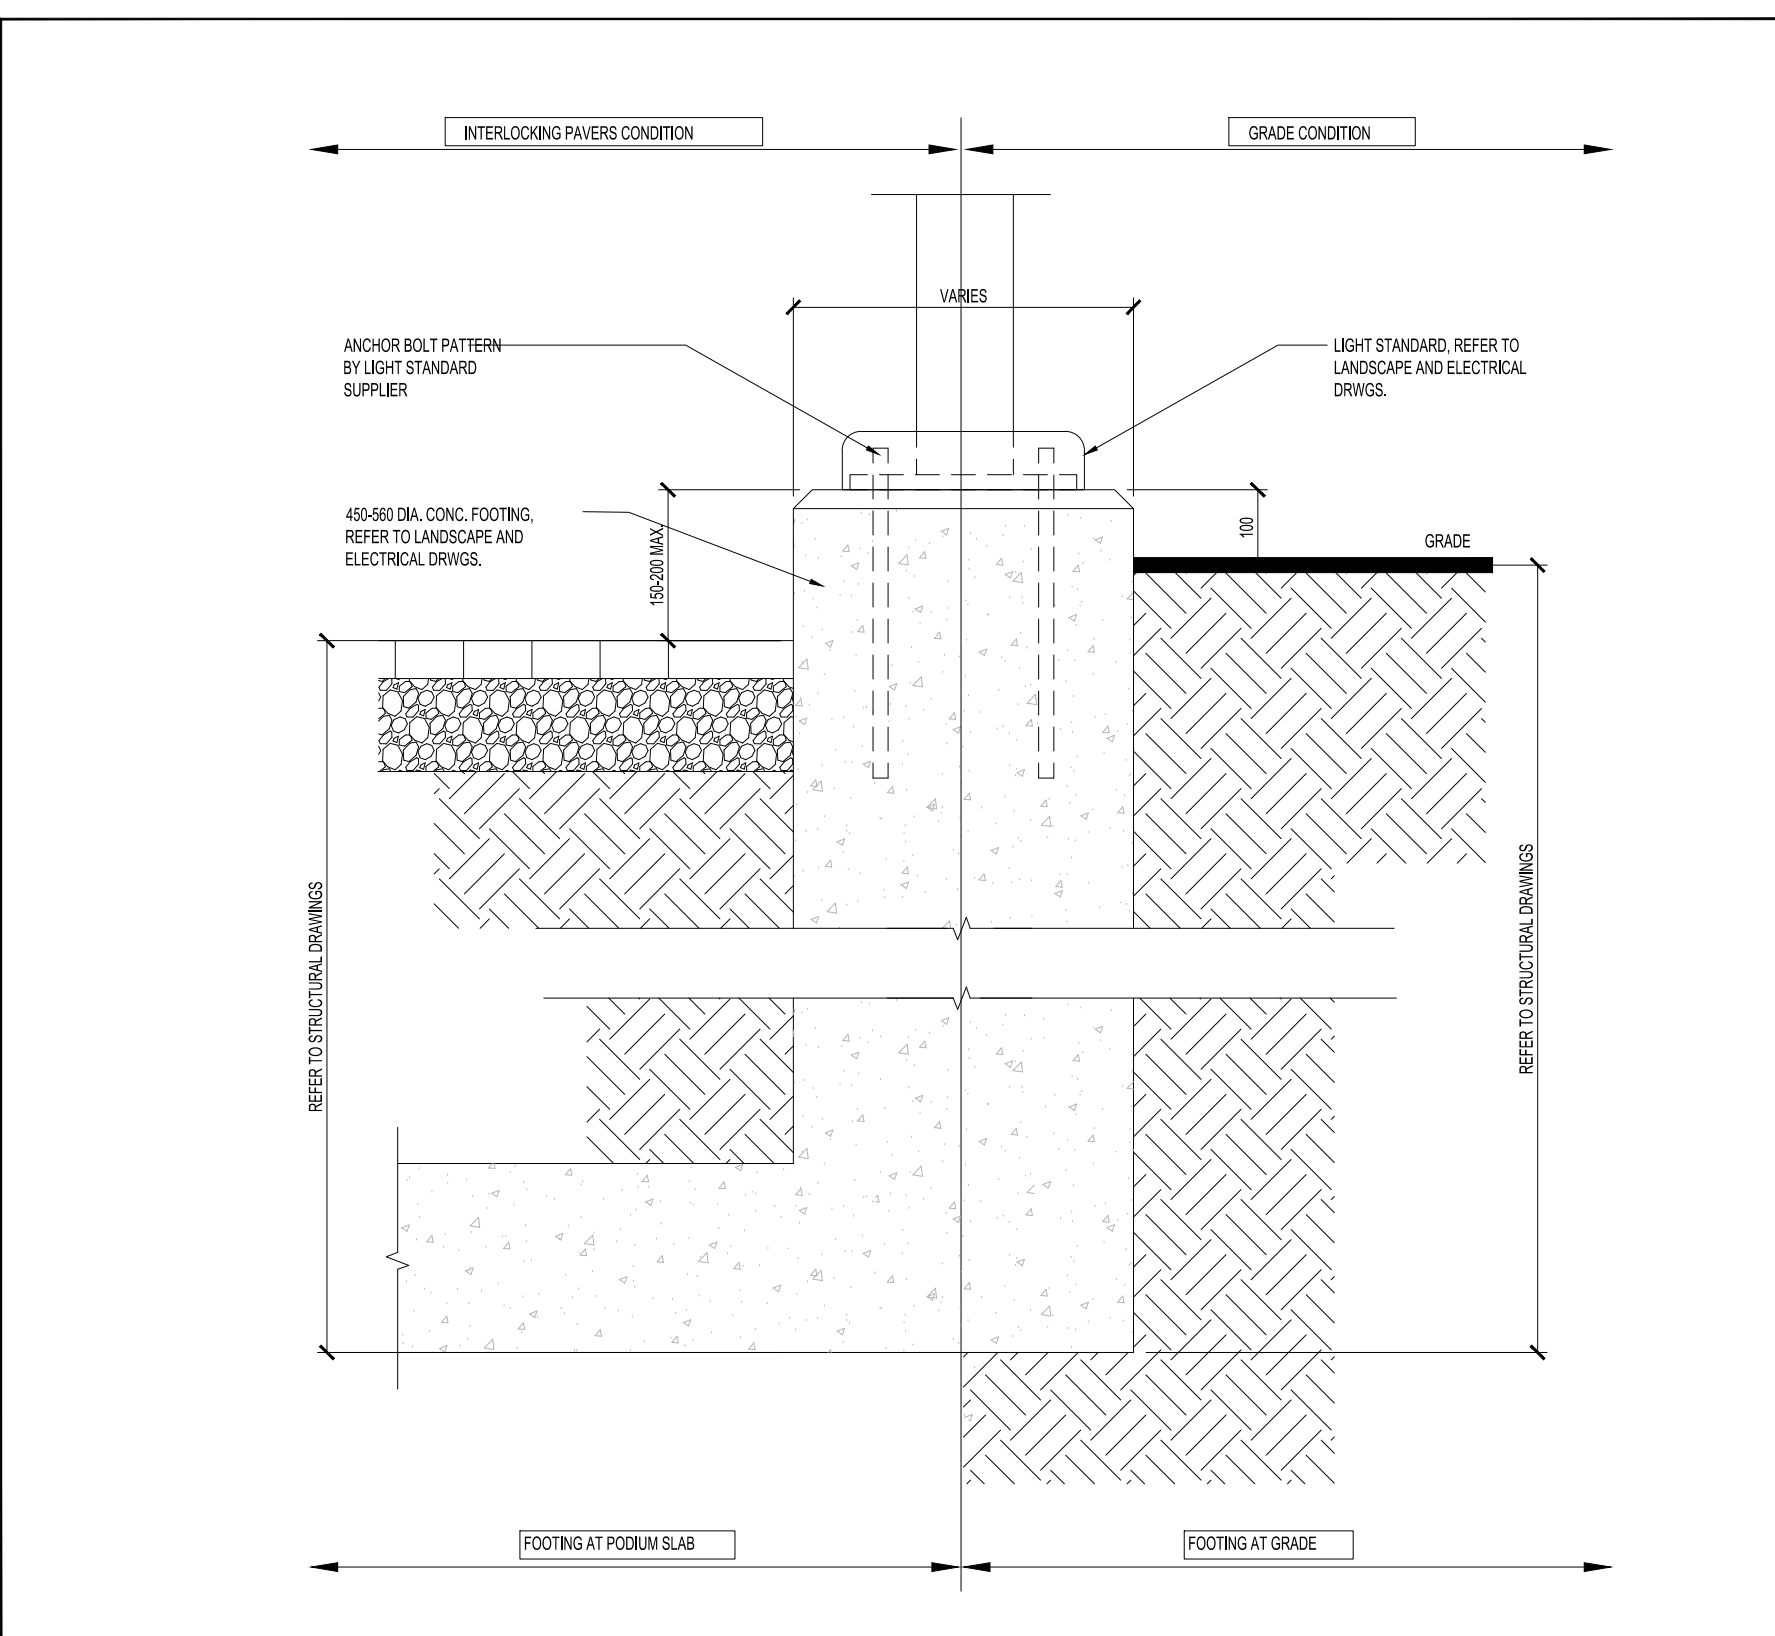 INTERLOCKING PAVERS CONDITION
GRADE CONDITION
VARIES
ANCHOR BOLT PATTERN
BY LIGHT STANDARD
SUPPLIER
LIGHT STANDARD, REFER TO
LANDSCAPE AND ELECTRICAL
DRWGS.
450-560 DIA. CONC. FOOTING,
REFER TO LANDSCAPE AND
ELECTRICAL DRWGS.
150-200 MAX.
100
GRADE
REFER TO STRUCTURAL DRAWINGS
REFER TO STRUCTURAL DRAWINGS
FOOTING AT PODIUM SLAB
FOOTING AT GRADE